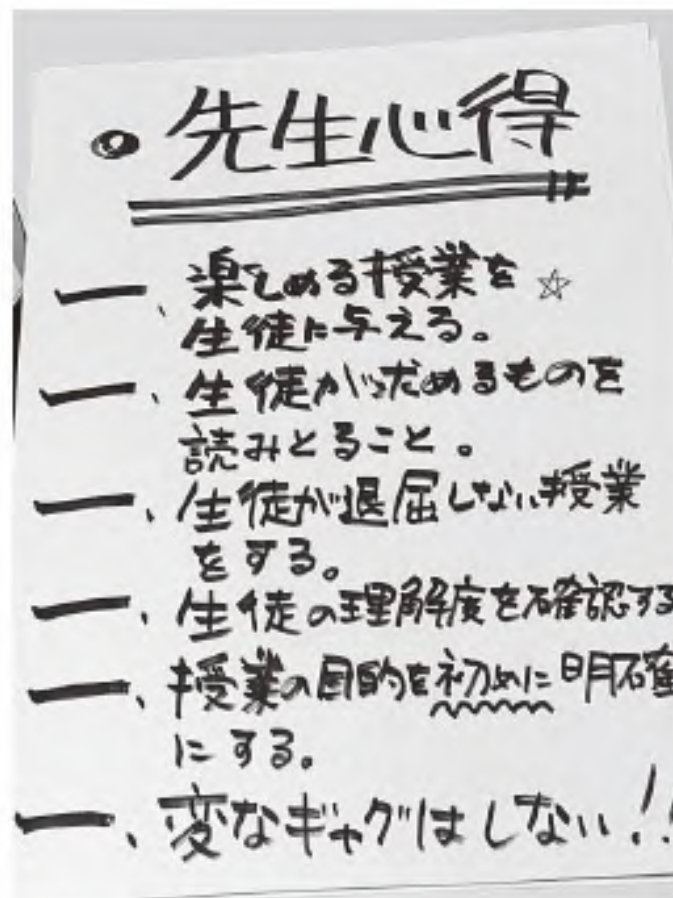 ● 先生心得
一、楽しめる授業を☆
生徒に与える。
一、生徒が求めるものを
読みとること。
一、生徒が退屈しない授業
をする。
一、生徒の理解度を確認する
一、授業の目的を初めに明確
にする。
一、変なギャグはしない!!